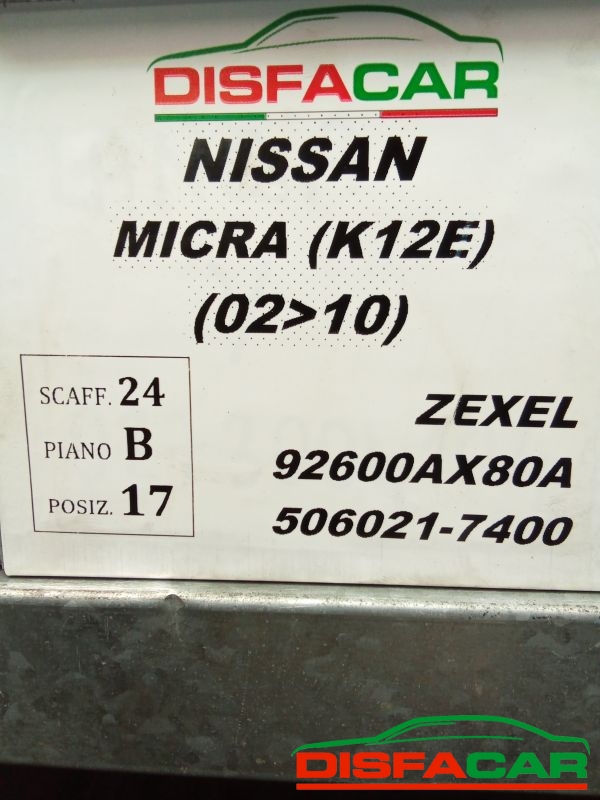 DISFACAR
NISSAN
MICRA (K12E)
(02>10)
SCAFF. 24
PIANO B
POSIZ. 17
ZEXEL
92600AX80A
506021-7400
DISFACAR